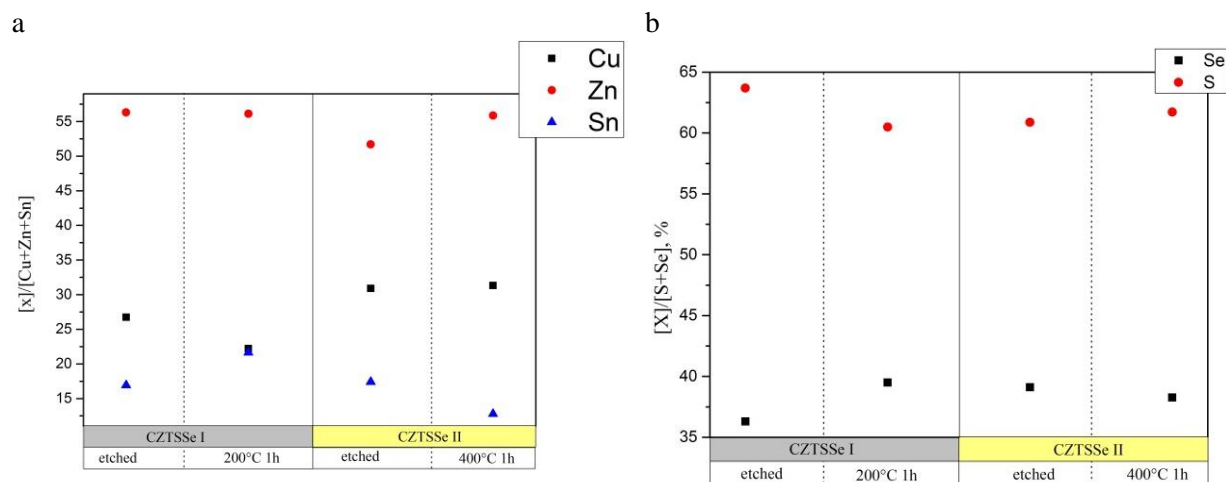 a
Cu
Zn
Sn
[x]/[Cu+Zn+Sn]
55
50
45
40
35
30
25
20
15
CZTSSe I
CZTSSe II
etched
200°C 1h
etched
400°C 1h
b
Se
S
[X]/[S+Se], %
65
60
55
50
45
40
35
CZTSSe I
CZTSSe II
etched
200°C 1h
etched
400°C 1h